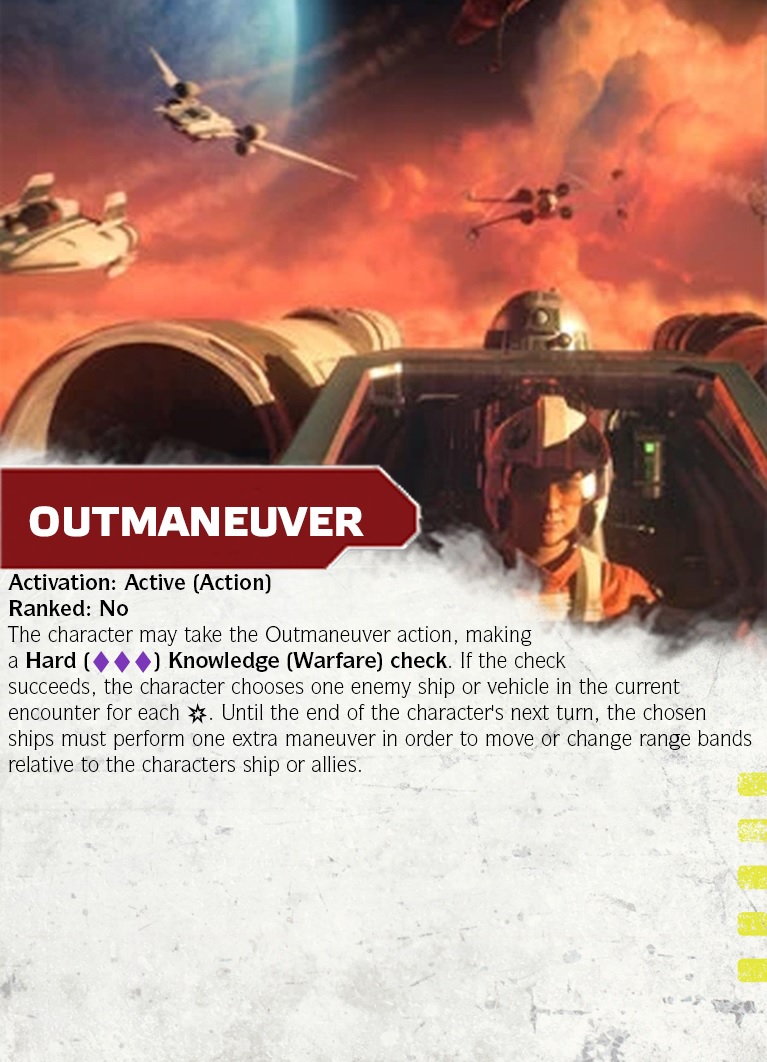 OUTMANEUVER
Activation: Active (Action)
Ranked: No
The character may take the Outmaneuver action, making
a Hard (♦♦♦) Knowledge (Warfare) check. If the check
succeeds, the character chooses one enemy ship or vehicle in the current
encounter for each ✴. Until the end of the character's next turn, the chosen
ships must perform one extra maneuver in order to move or change range bands
relative to the characters ship or allies.